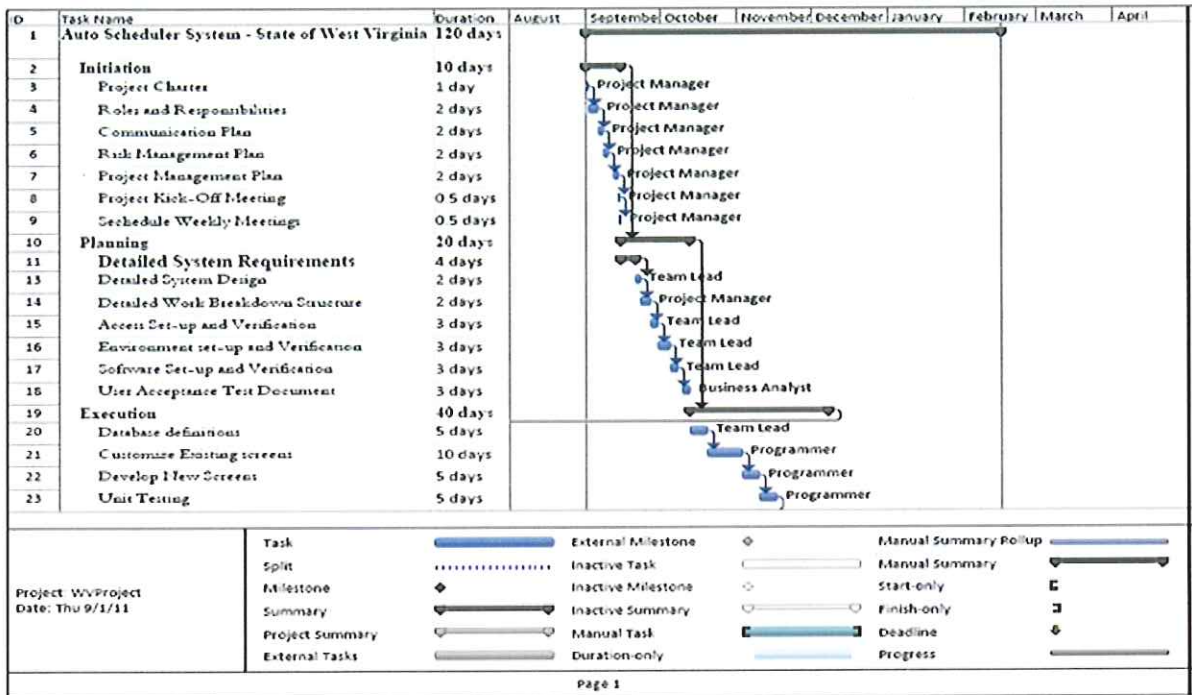 ID Task Name Duration August September October November December January February March April
1 Auto Scheduler System - State of West Virginia 120 days
2 Initiation 10 days
3 Project Charter 1 day Project Manager
4 Roles and Responsibilities 2 days Project Manager
5 Communication Plan 2 days Project Manager
6 Risk Management Plan 2 days Project Manager
7 Project Management Plan 2 days Project Manager
8 Project Kick-Off Meeting 0.5 days Project Manager
9 Sechedule Weekly Meetings 0.5 days Project Manager
10 Planning 20 days
11 Detailed System Requirements 4 days
13 Detailed System Design 2 days Team Lead
14 Detailed Work Breakdown Structure 2 days Project Manager
15 Access Set-up and Verification 3 days Team Lead
16 Environment set-up and Verification 3 days Team Lead
17 Software Set-up and Verification 3 days Team Lead
18 User Acceptance Test Document 3 days Business Analyst
19 Execution 40 days
20 Database definitions 5 days Team Lead
21 Customize Existing screens 10 days Programmer
22 Develop New Screens 5 days Programmer
23 Unit Testing 5 days Programmer
Project: WVProject
Date: Thu 9/1/11
Task External Milestone Manual Summary Rollup
Split Inactive Task Manual Summary
Milestone Inactive Milestone Start-only
Summary Inactive Summary Finish-only
Project Summary Manual Task Deadline
External Tasks Duration-only Progress
Page 1